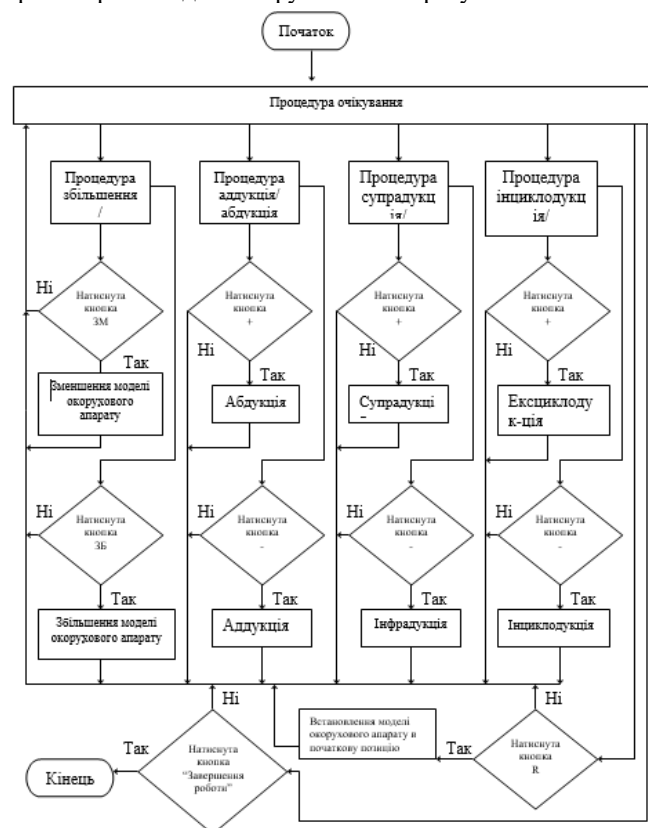 Початок
Процедура очікування
Процедура
збільшення
/
Процедура
аддукція/
абдукція
Процедура
супрадукц
ія/
Процедура
інциклодукц
ія/
Ні
Натиснута
кнопка
ЗМ
Так
Натиснута
кнопка
+
Ні
Так
Натиснута
кнопка
+
Ні
Так
Натиснута
кнопка
+
Ні
Так
Зменшення моделі
окорухового
апарату
Абдукція
Супрадукці
Ексциклоду
к-ція
Ні
Натиснута
кнопка
ЗБ
Так
Ні
Натиснута
кнопка
-
Так
Ні
Натиснута
кнопка
-
Так
Ні
Натиснута
кнопка
-
Так
Збільшення моделі
окорухового апарату
Аддукція
Інфрадукція
Інциклодукція
Ні
Ні
Встановлення моделі
окорухового апарату в
початкову позицію
Так
Натиснута
кнопка
"Завершення
роботи"
Так
Натиснута
кнопка
R
Кінець